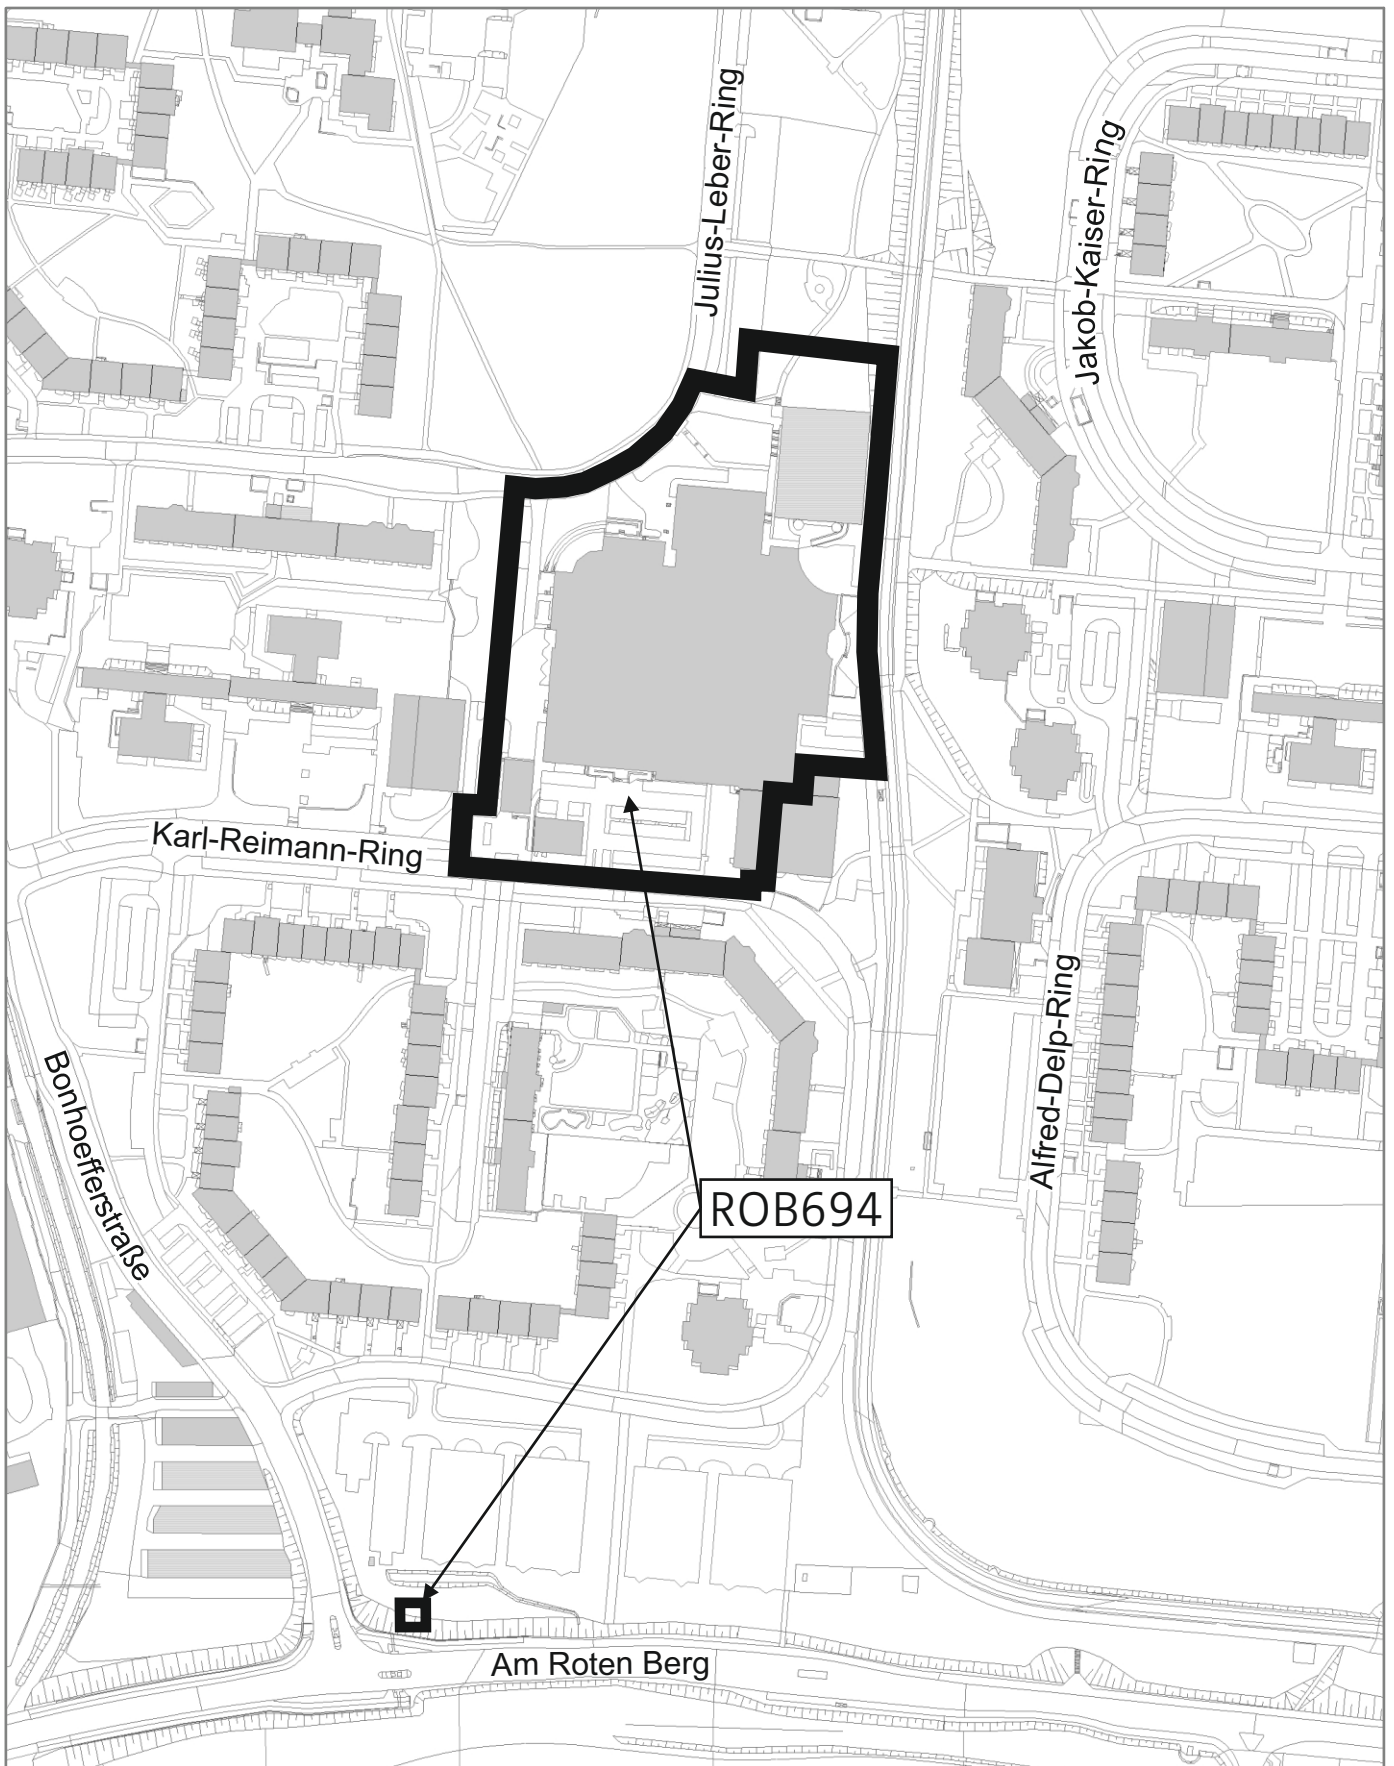 Julius-Leber-Ring
Jakob-Kaiser-Ring
Karl-Reimann-Ring
Alfred-Delp-Ring
Bonhoefferstraße
ROB694
Am Roten Berg